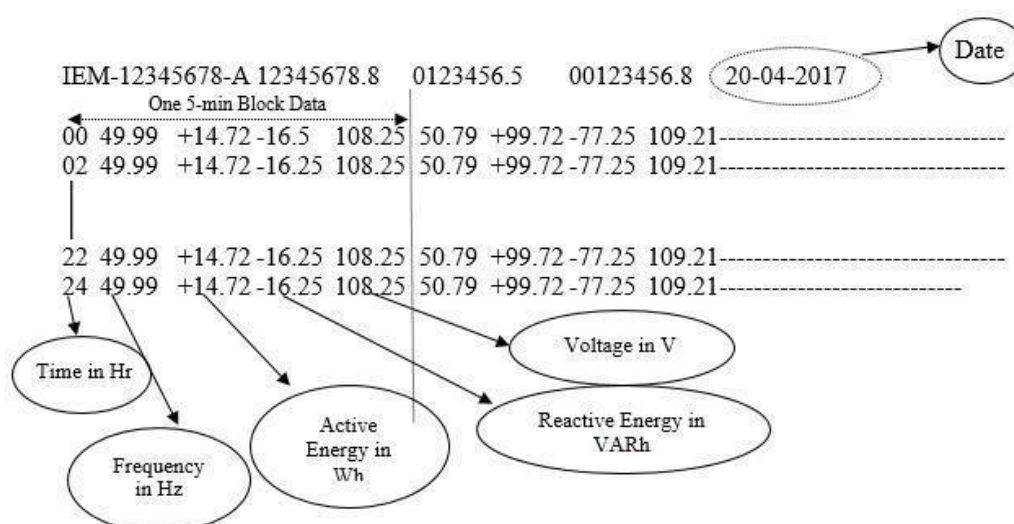 Date
IEM-12345678-A 12345678.8 0123456.5 00123456.8 20-04-2017
One 5-min Block Data
00 49.99 +14.72 -16.5 108.25 50.79 +99.72 -77.25 109.21------------------------------
02 49.99 +14.72 -16.25 108.25 50.79 +99.72 -77.25 109.21------------------------------
22 49.99 +14.72 -16.25 108.25 50.79 +99.72 -77.25 109.21------------------------------
24 49.99 +14.72 -16.25 108.25 50.79 +99.72 -77.25 109.21-------------------------
Voltage in V
Time in Hr
Active
Energy in
Wh
Reactive Energy in
VARh
Frequency
in Hz